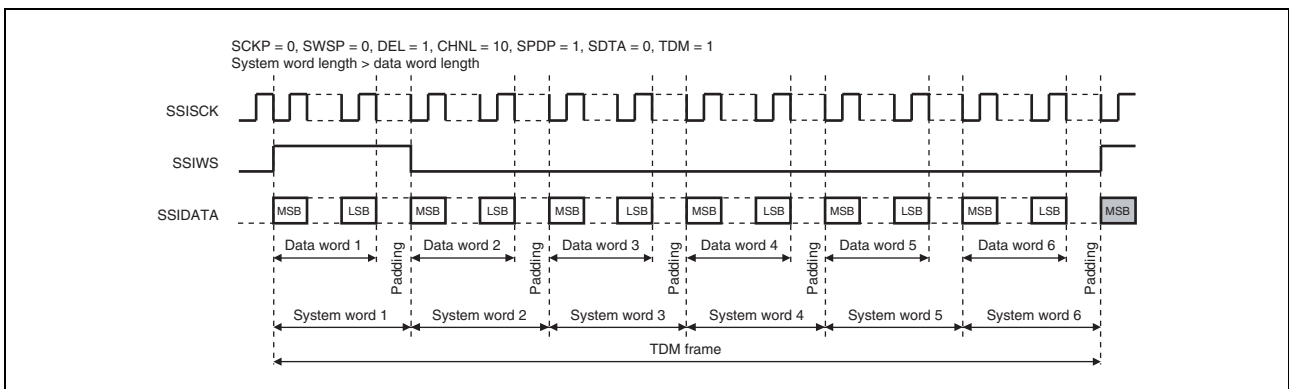 SCKP = 0, SWSP = 0, DEL = 1, CHNL = 10, SPDP = 1, SDTA = 0, TDM = 1
System word length > data word length
SSISCK
SSIWS
SSIDATA
MSB LSB MSB LSB MSB LSB MSB LSB MSB LSB MSB LSB MSB
Data word 1 Data word 2 Data word 3 Data word 4 Data word 5 Data word 6
Padding Padding Padding Padding Padding
System word 1 System word 2 System word 3 System word 4 System word 5 System word 6
TDM frame